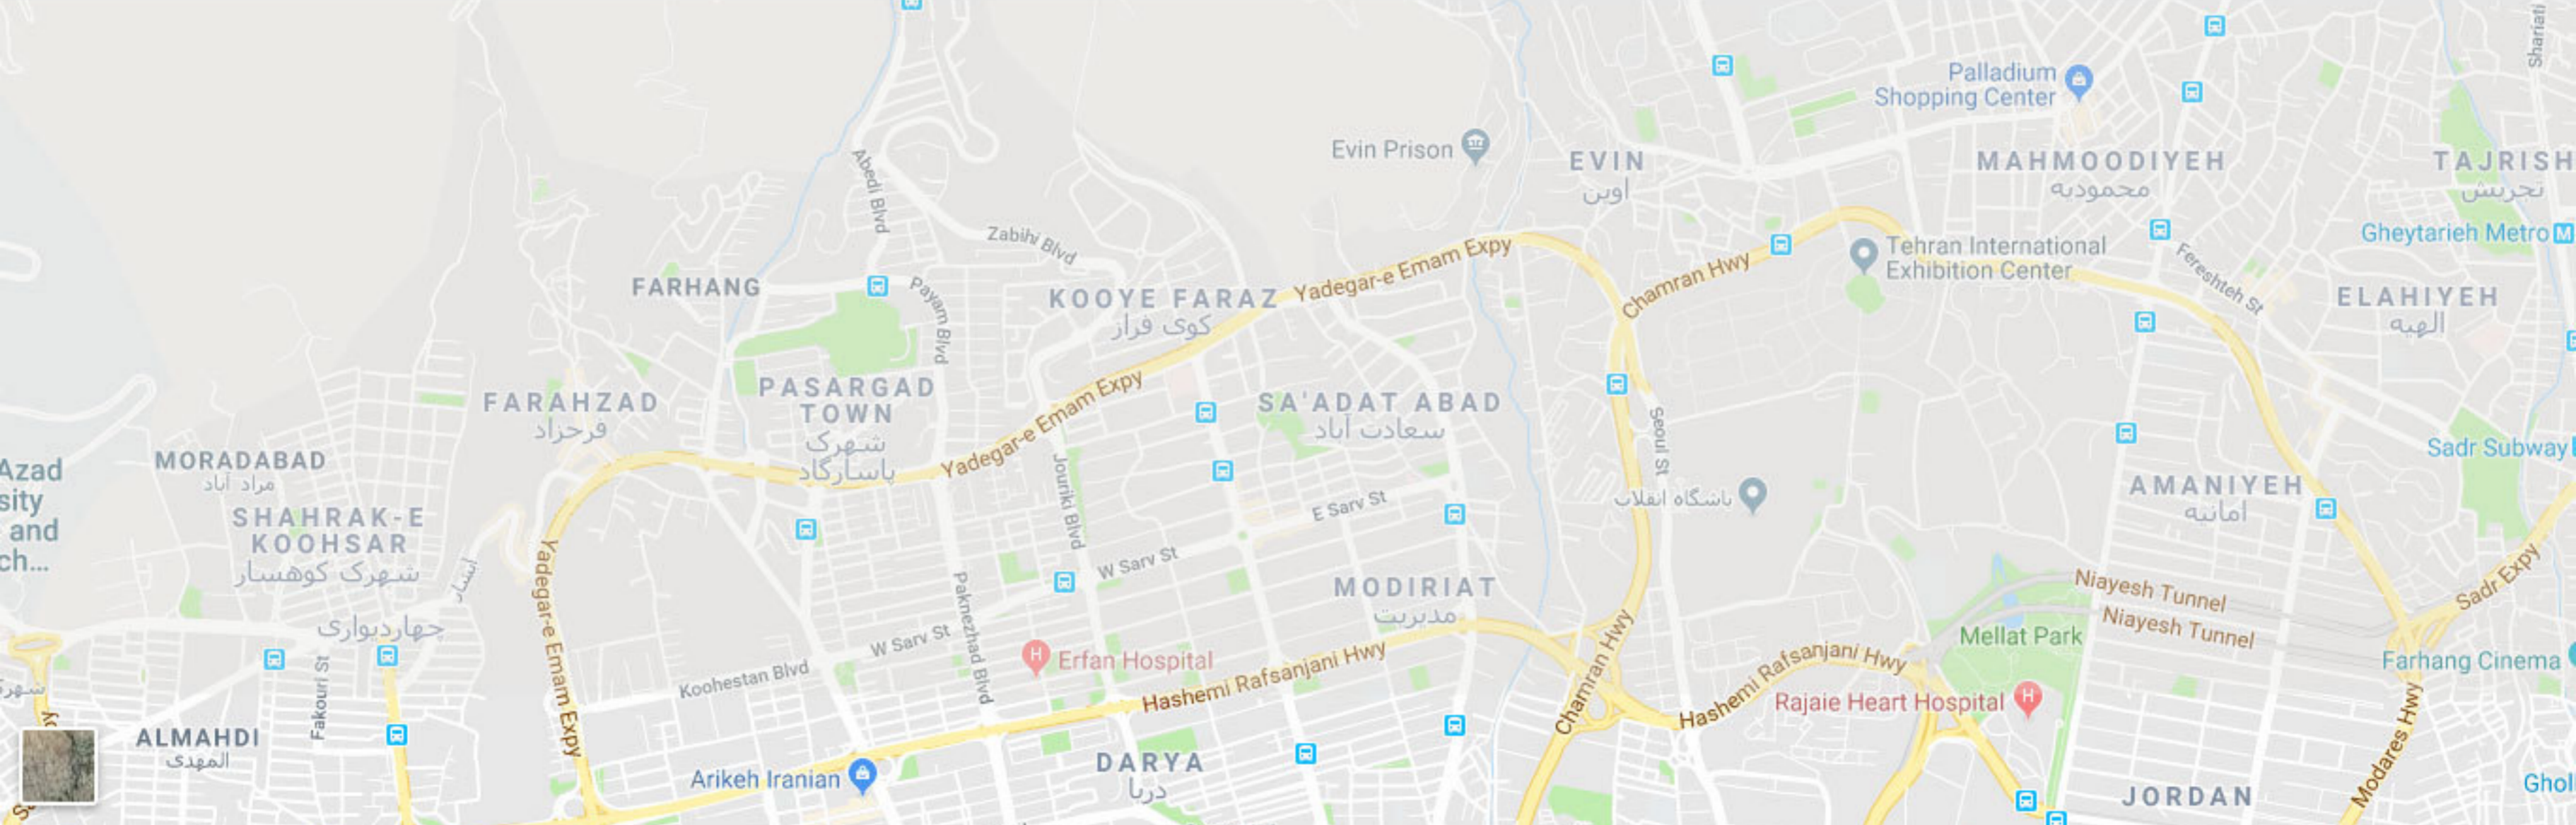 Shariati
Palladium
Shopping Center
Evin Prison
EVIN
اوین
MAHMOODIYEH
محمودیه
TAJRISH
تجریش
Abedi Blvd
Zabihi Blvd
Yadegar-e Emam Expy
Chamran Hwy
Tehran International
Exhibition Center
Gheytarieh Metro
M
Fereshteh St
FARHANG
Payam Blvd
KOOYE FARAZ
کوی فراز
ELAHIYEH
الهیه
FARAHZAD
فرحزاد
PASARGAD
TOWN
شهرک
پاسارگاد
Yadegar-e Emam Expy
SA'ADAT ABAD
سعادت آباد
Seoul St
Sadr Subway
MORADABAD
مراد آباد
Azad
sity
and
ch...
Jouriki Blvd
E Sarv St
باشگاه انقلاب
AMANIYEH
امانیه
SHAHRAK-E
KOOHSAR
شهرک کوهسار
آبشار
W Sarv St
MODIRIAT
مدیریت
Niayesh Tunnel
Niayesh Tunnel
Sadr Expy
چهاردیواری
Yadegar-e Emam Expy
Paknezhad Blvd
W Sarv St
Koohestan Blvd
H
Erfan Hospital
Hashemi Rafsanjani Hwy
Chamran Hwy
Hashemi Rafsanjani Hwy
Mellat Park
Farhang Cinema
Rajaie Heart Hospital
H
Modares Hwy
Fakouri St
شهرک
ALMAHDI
المهدی
Arikeh Iranian
DARYA
دریا
JORDAN
Ghol